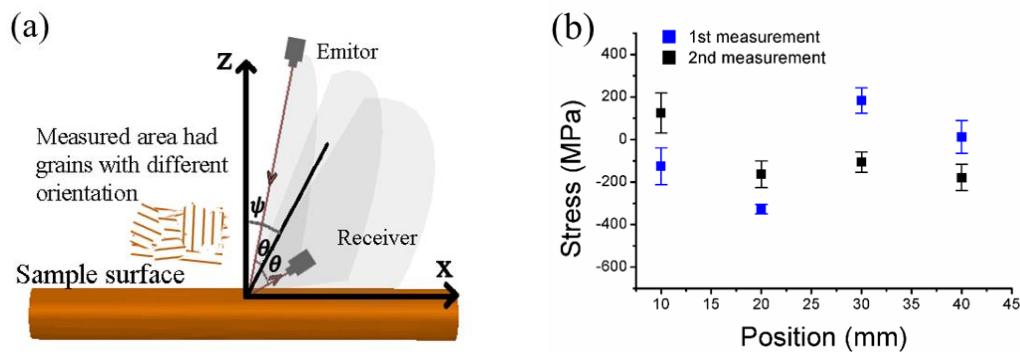 (a)
Emitor
Z
Measured area had
grains with different
orientation
ψ
θ
θ
Receiver
Sample surface
X
(b)
1st measurement
2nd measurement
Stress (MPa)
400
200
0
-200
-400
-600
10
15
20
25
30
35
40
45
Position (mm)